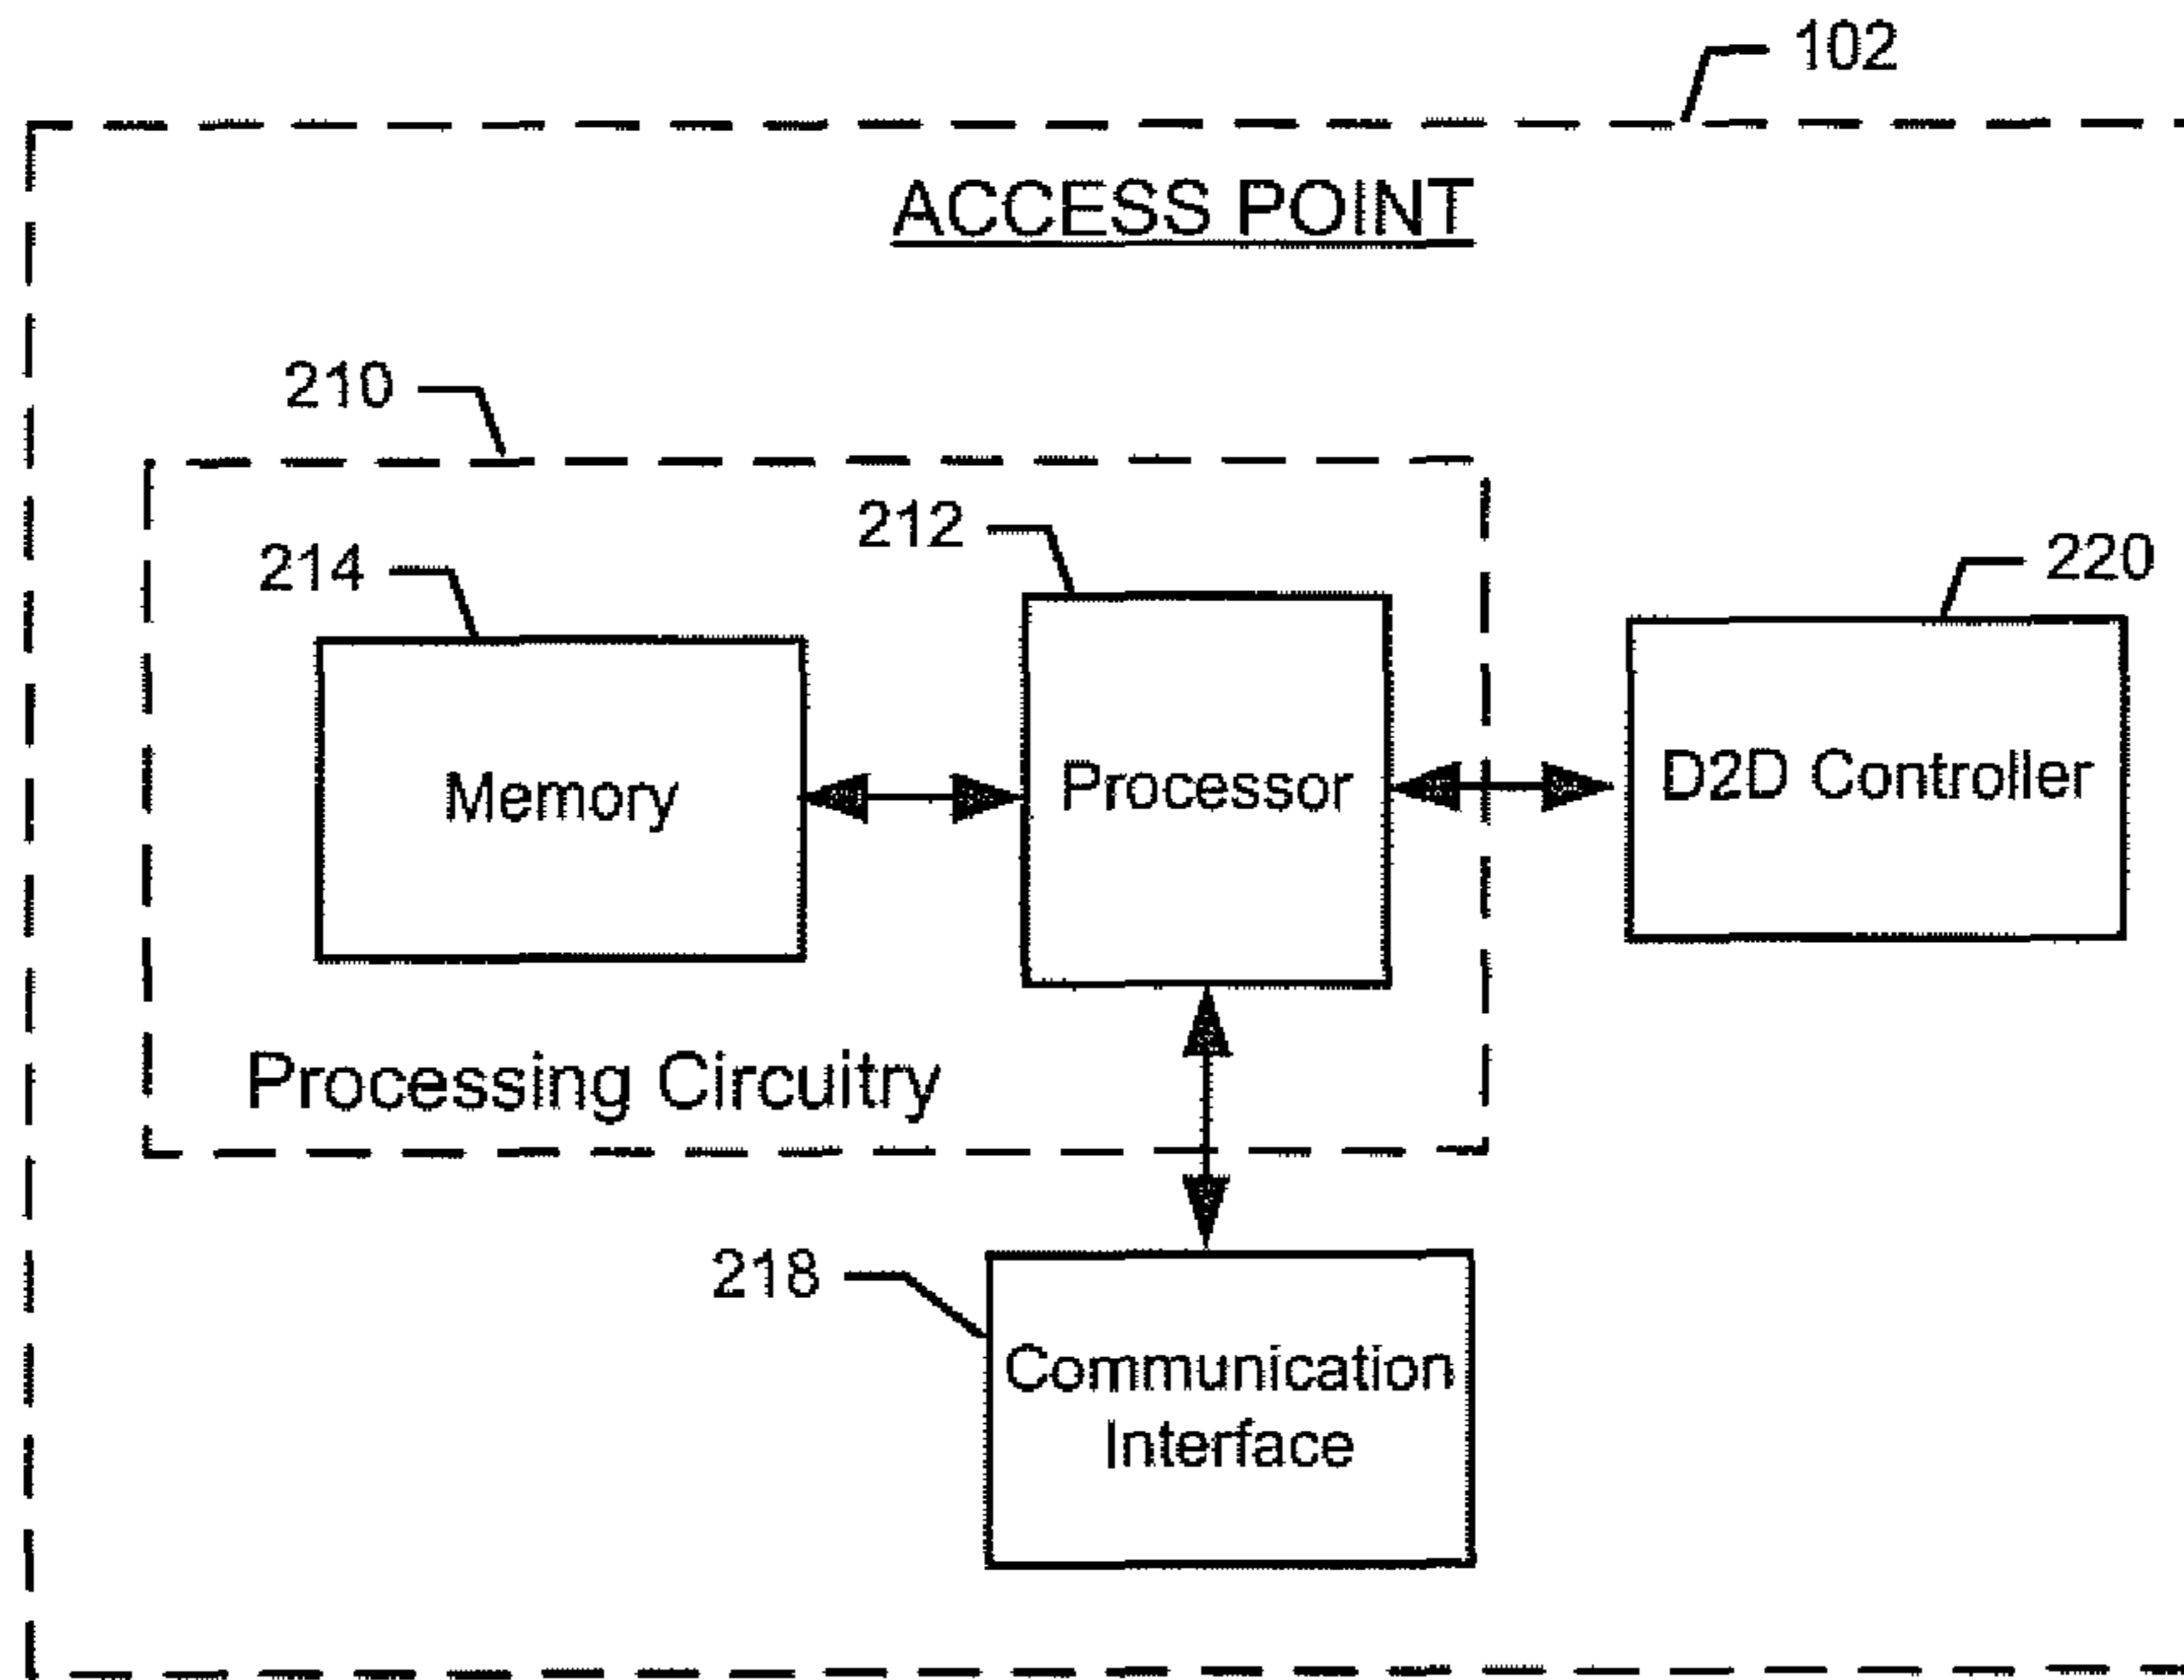 102
ACCESS POINT
210
212
214
220
Memory
Processor
D2D Controller
Processing Circuitry
218
Communication
Interface